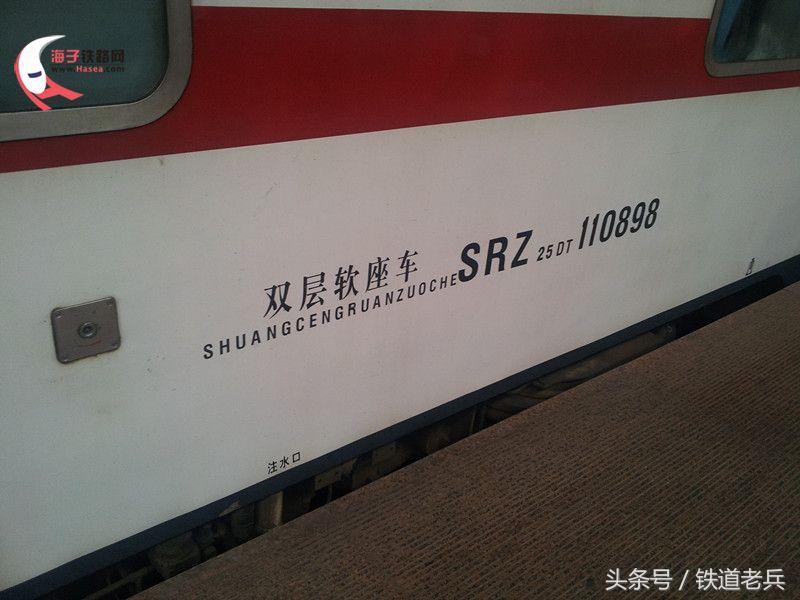 海子铁路网
www.Hasea.com
双层软座车 SRZ 25DT 110898
SHUANGCENGRUANZUOCHE
注水口
头条号 / 铁道老兵